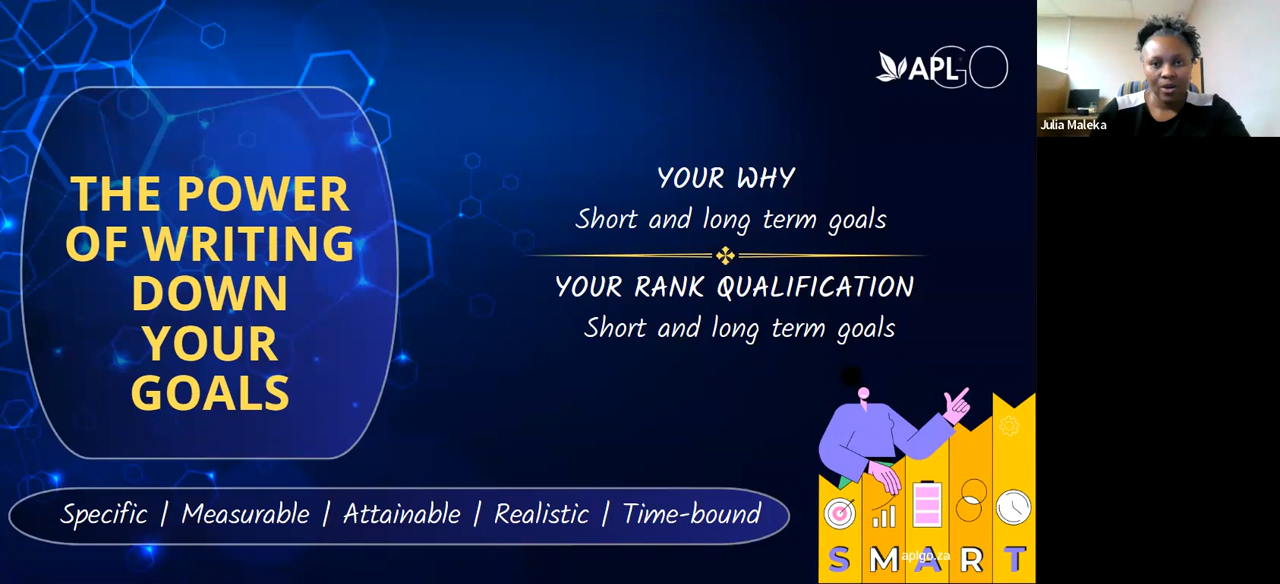 APLGO
Julia Maleka
THE POWER
OF WRITING
DOWN
YOUR
GOALS
YOUR WHY
Short and long term goals
YOUR RANK QUALIFICATION
Short and long term goals
Specific | Measurable | Attainable | Realistic | Time-bound
aplgo.za
SMART